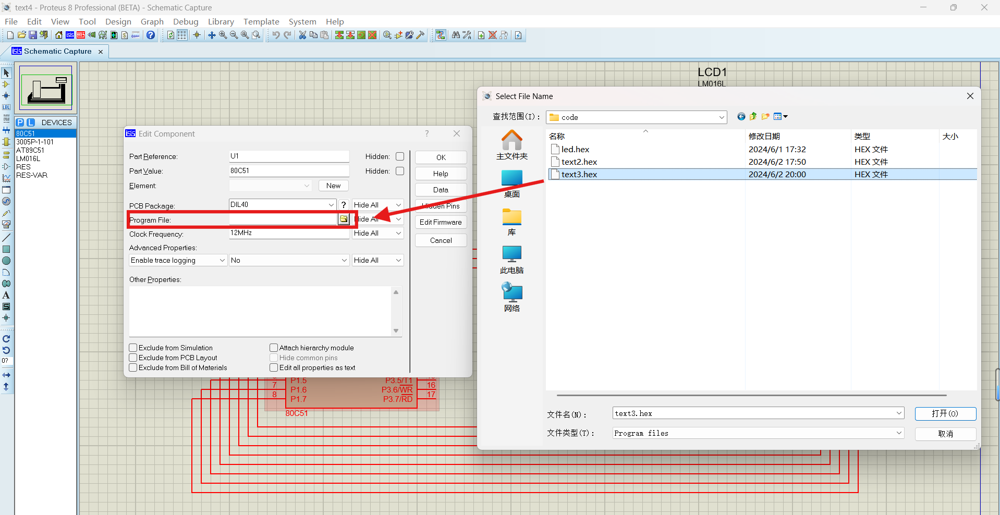 text4 - Proteus 8 Professional (BETA) - Schematic Capture
File Edit View Tool Design Graph Debug Library Template System Help
Schematic Capture
LCD1
LM016L
P L DEVICES
80C51
3005P-1-101
AT89C51
LM016L
RES
RES-VAR
Edit Component
Part Reference: U1 Hidden:
Part Value: 80C51 Hidden:
Element: New
PCB Package: DIL40 ? Hide All
Program File: Hide All
Clock Frequency: 12MHz Hide All
Advanced Properties:
Enable trace logging No Hide All
Other Properties:
Exclude from Simulation
Exclude from PCB Layout
Exclude from Bill of Materials
Attach hierarchy module
Hide common pins
Edit all properties as text
OK
Help
Data
Hidden Pins
Edit Firmware
Cancel
Select File Name
查找范围(I): code
名称 修改日期 类型 大小
led.hex 2024/6/1 17:32 HEX 文件
text2.hex 2024/6/2 17:50 HEX 文件
text3.hex 2024/6/2 20:00 HEX 文件
主文件夹
桌面
库
此电脑
网络
文件名(N): text3.hex 打开(O)
文件类型(T): Program files 取消
P1.5 P3.5/T1
7 P1.6 P3.6/WR 16
8 P1.7 P3.7/RD 17
80C51
0?